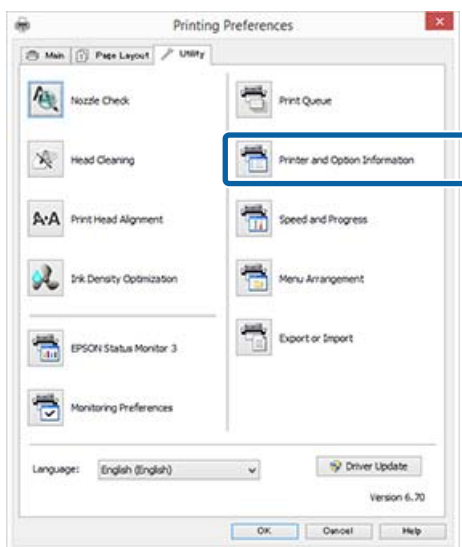 Printing Preferences
Main
Page Layout
Utility
Nozzle Check
Print Queue
Head Cleaning
Printer and Option Information
A·A
Print Head Alignment
Speed and Progress
Ink Density Optimization
Menu Arrangement
EPSON Status Monitor 3
Export or Import
Monitoring Preferences
Language:
English (English)
Driver Update
Version 6.70
OK
Cancel
Help